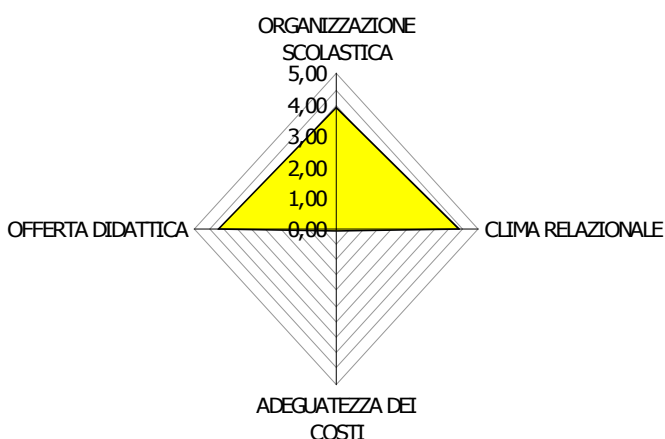 ORGANIZZAZIONE
SCOLASTICA
5,00
4,00
3,00
2,00
1,00
0,00
OFFERTA DIDATTICA
CLIMA RELAZIONALE
ADEGUATEZZA DEI
COSTI